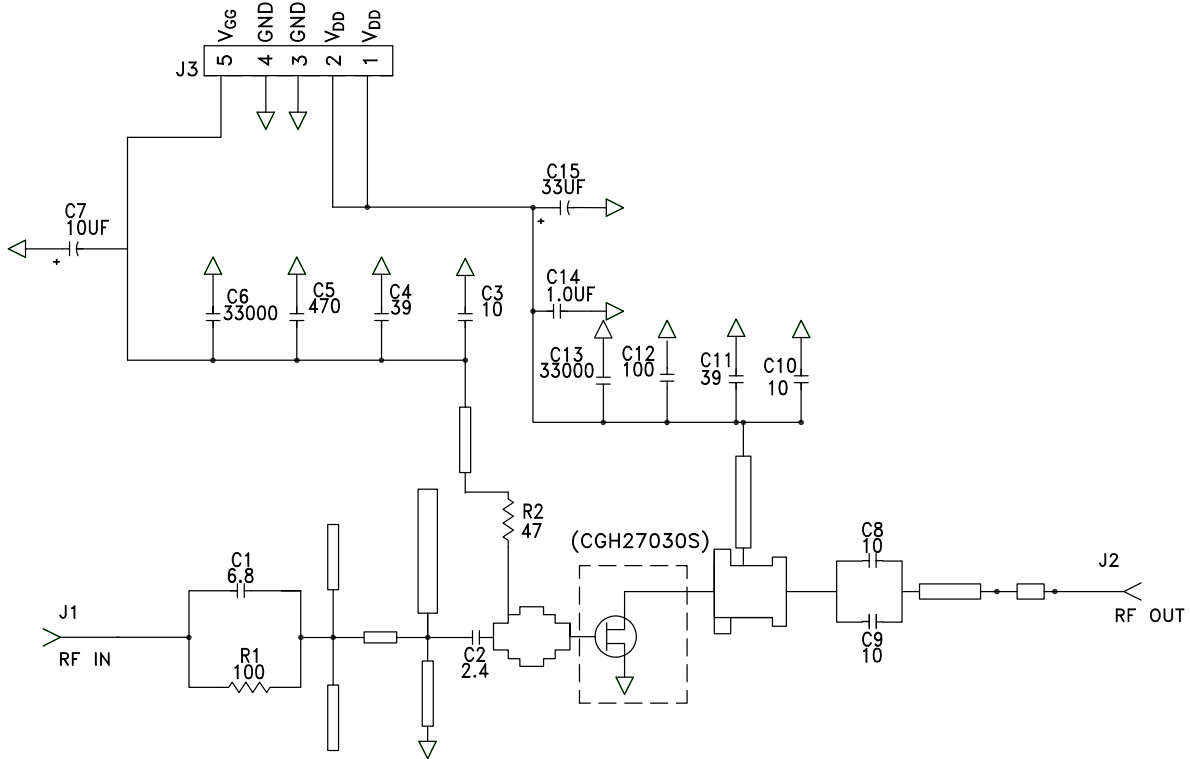 VGG
GND
GND
VDD
VDD
J3
5
4
3
2
1
C15
33UF
+
C7
10UF
+
C14
1.0UF
C6
33000
C5
470
C4
39
C3
10
C13
33000
C12
100
C11
39
C10
10
R2
47
(CGH27030S)
C8
10
C1
6.8
J2
RF OUT
J1
RF IN
C9
10
R1
100
C2
2.4